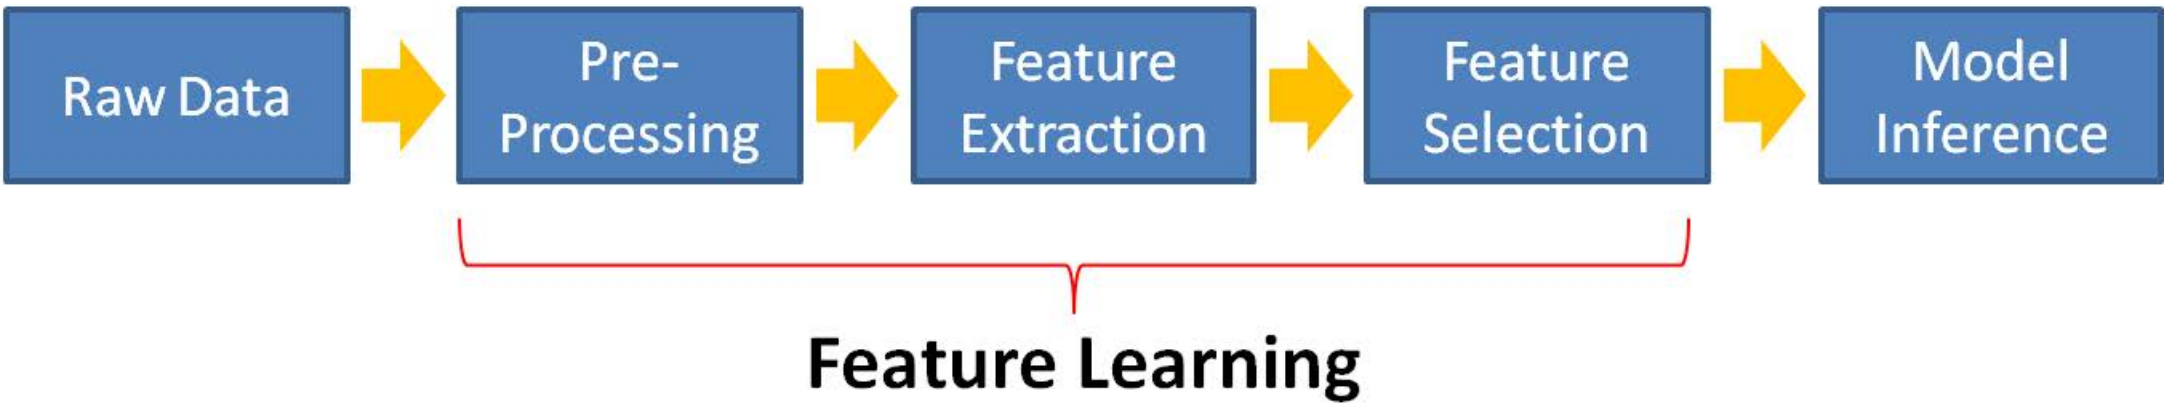 Raw Data
Pre-
Processing
Feature
Extraction
Feature
Selection
Model
Inference
Feature Learning